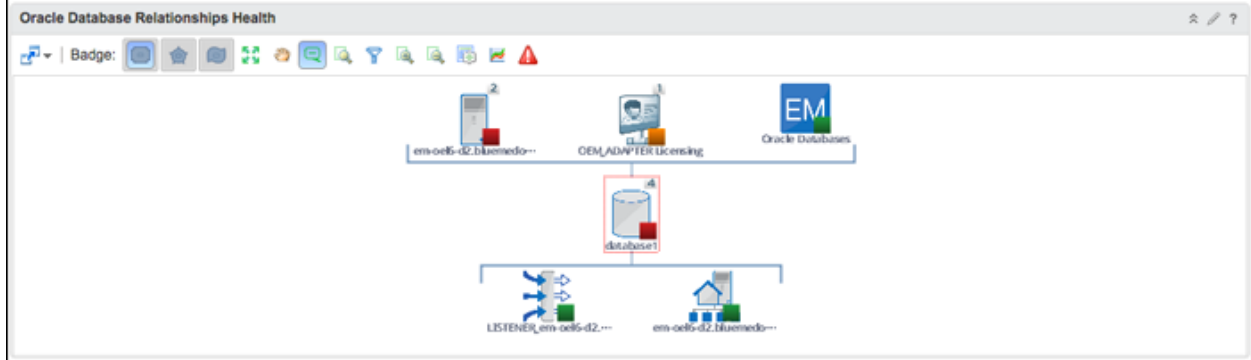 Oracle Database Relationships Health
?
Badge:
2
1
EM
em-oel6-d2.bluemedo···
OEM_ADAPTER Licensing
Oracle Databases
4
database1
LISTENER_em-oel6-d2.···
em-oel6-d2.bluemedo···